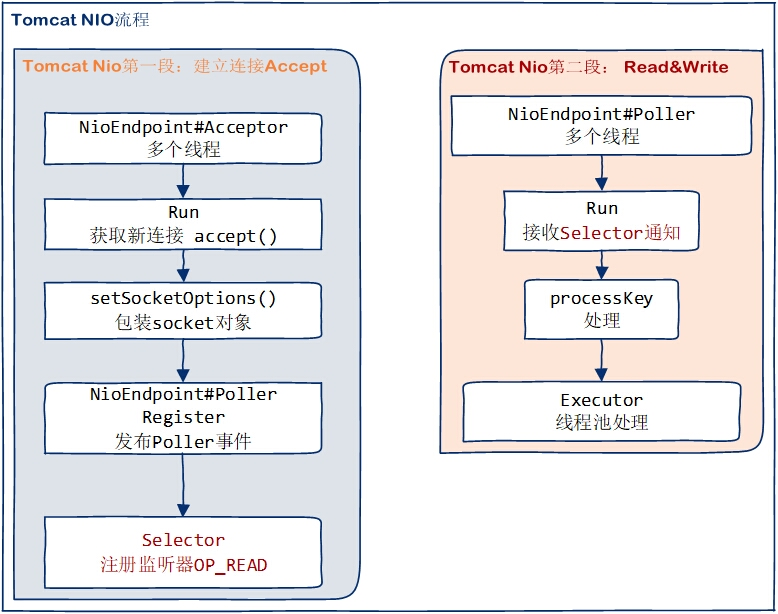 Tomcat NIO流程
Tomcat Nio第一段：建立连接Accept
NioEndpoint#Acceptor
多个线程
Run
获取新连接 accept()
setSocketOptions()
包装socket对象
NioEndpoint#Poller
Register
发布Poller事件
Selector
注册监听器OP_READ
Tomcat Nio第二段： Read&Write
NioEndpoint#Poller
多个线程
Run
接收Selector通知
processKey
处理
Executor
线程池处理